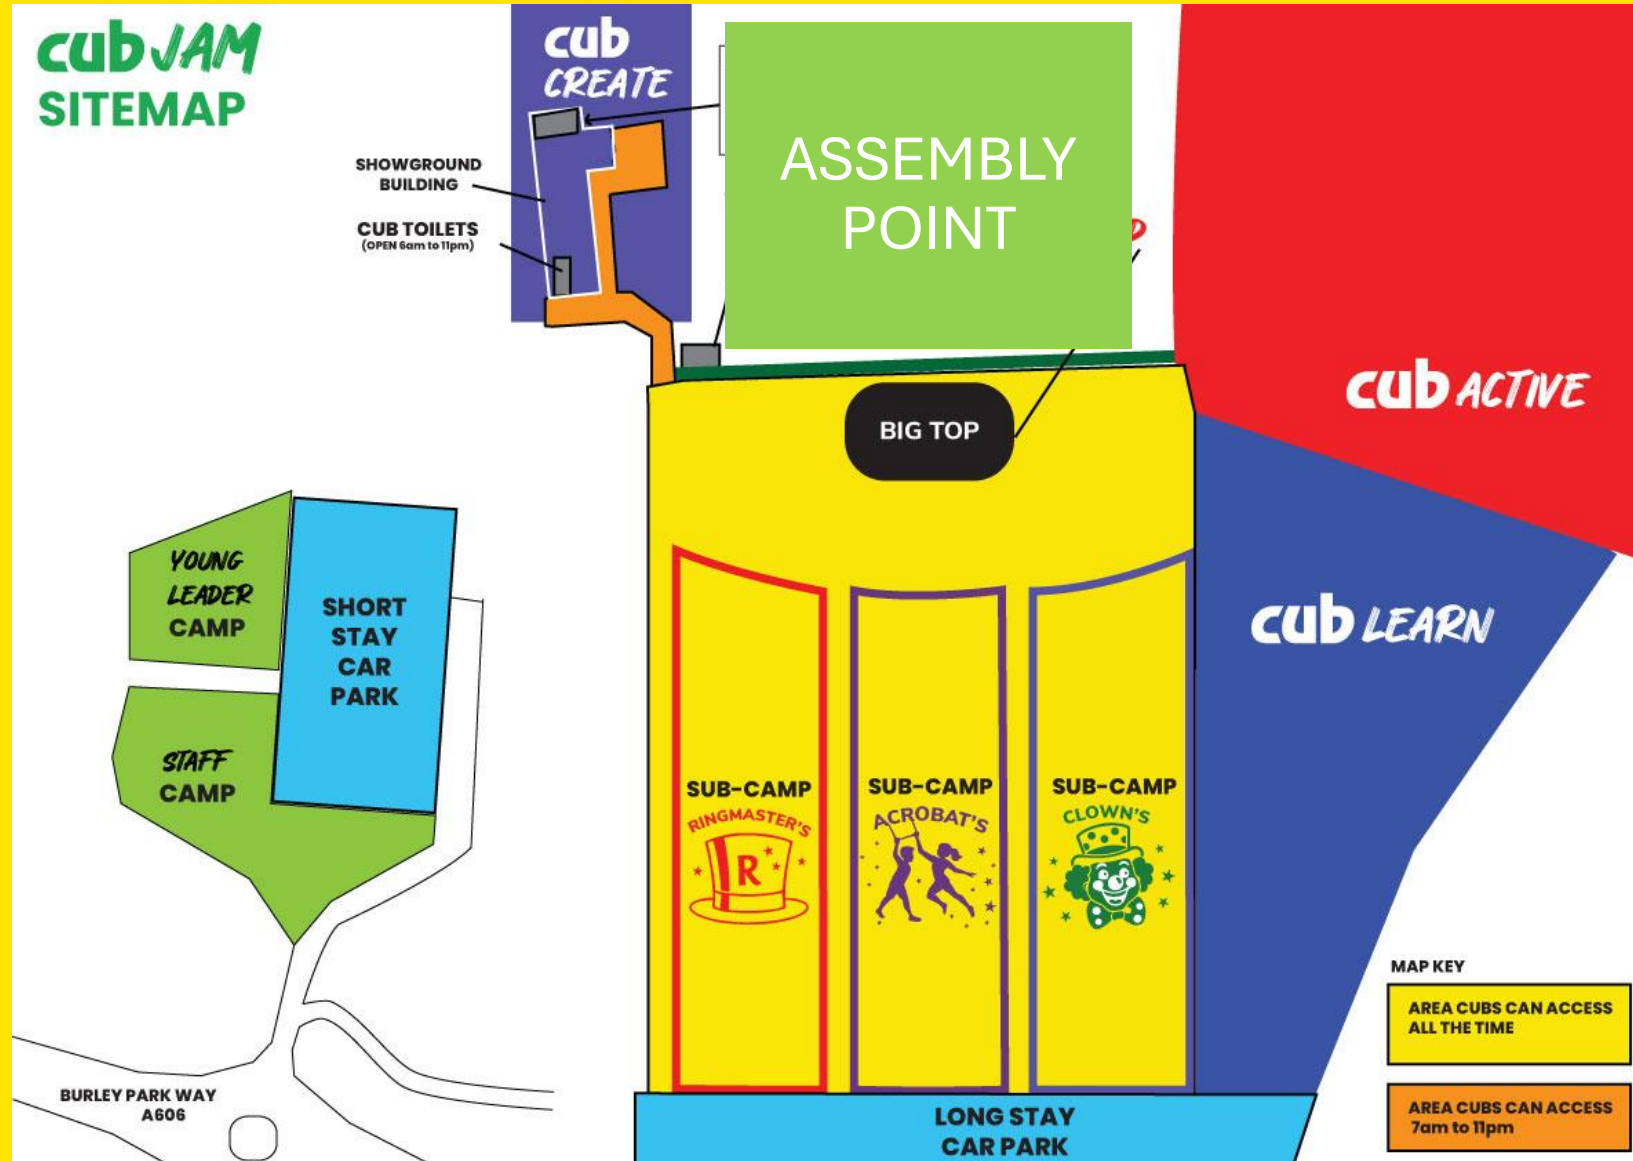 cub JAM
SITEMAP
cub
CREATE
SHOWGROUND
BUILDING
CUB TOILETS
(OPEN 6am to 11pm)
ASSEMBLY
POINT
cub ACTIVE
BIG TOP
YOUNG
LEADER
CAMP
SHORT
STAY
CAR
PARK
STAFF
CAMP
cub LEARN
SUB-CAMP
RINGMASTER'S
R
SUB-CAMP
ACROBAT'S
SUB-CAMP
CLOWN'S
MAP KEY
AREA CUBS CAN ACCESS
ALL THE TIME
AREA CUBS CAN ACCESS
7am to 11pm
BURLEY PARK WAY
A606
LONG STAY
CAR PARK